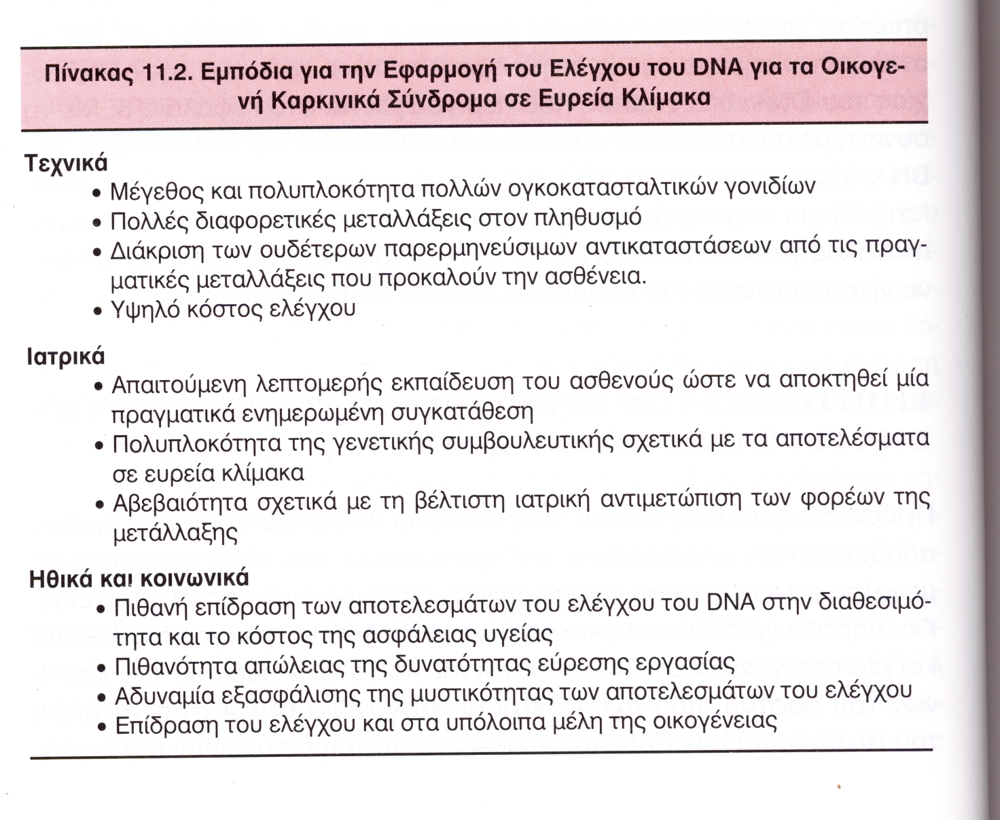 Πίνακας 11.2. Εμπόδια για την Εφαρμογή του Ελέγχου του DNA για τα Οικογε-
νή Καρκινικά Σύνδρομα σε Ευρεία Κλίμακα
Τεχνικά
• Μέγεθος και πολυπλοκότητα πολλών ογκοκατασταλτικών γονιδίων
• Πολλές διαφορετικές μεταλλάξεις στον πληθυσμό
• Διάκριση των ουδέτερων παρερμηνεύσιμων αντικαταστάσεων από τις πραγ-
ματικές μεταλλάξεις που προκαλούν την ασθένεια.
• Υψηλό κόστος ελέγχου
Ιατρικά
• Απαιτούμενη λεπτομερής εκπαίδευση του ασθενούς ώστε να αποκτηθεί μία
πραγματικά ενημερωμένη συγκατάθεση
• Πολυπλοκότητα της γενετικής συμβουλευτικής σχετικά με τα αποτελέσματα
σε ευρεία κλίμακα
• Αβεβαιότητα σχετικά με τη βέλτιστη ιατρική αντιμετώπιση των φορέων της
μετάλλαξης
Ηθικά και κοινωνικά
• Πιθανή επίδραση των αποτελεσμάτων του ελέγχου του DNA στην διαθεσιμό-
τητα και το κόστος της ασφάλειας υγείας
• Πιθανότητα απώλειας της δυνατότητας εύρεσης εργασίας
• Αδυναμία εξασφάλισης της μυστικότητας των αποτελεσμάτων του ελέγχου
• Επίδραση του ελέγχου και στα υπόλοιπα μέλη της οικογένειας